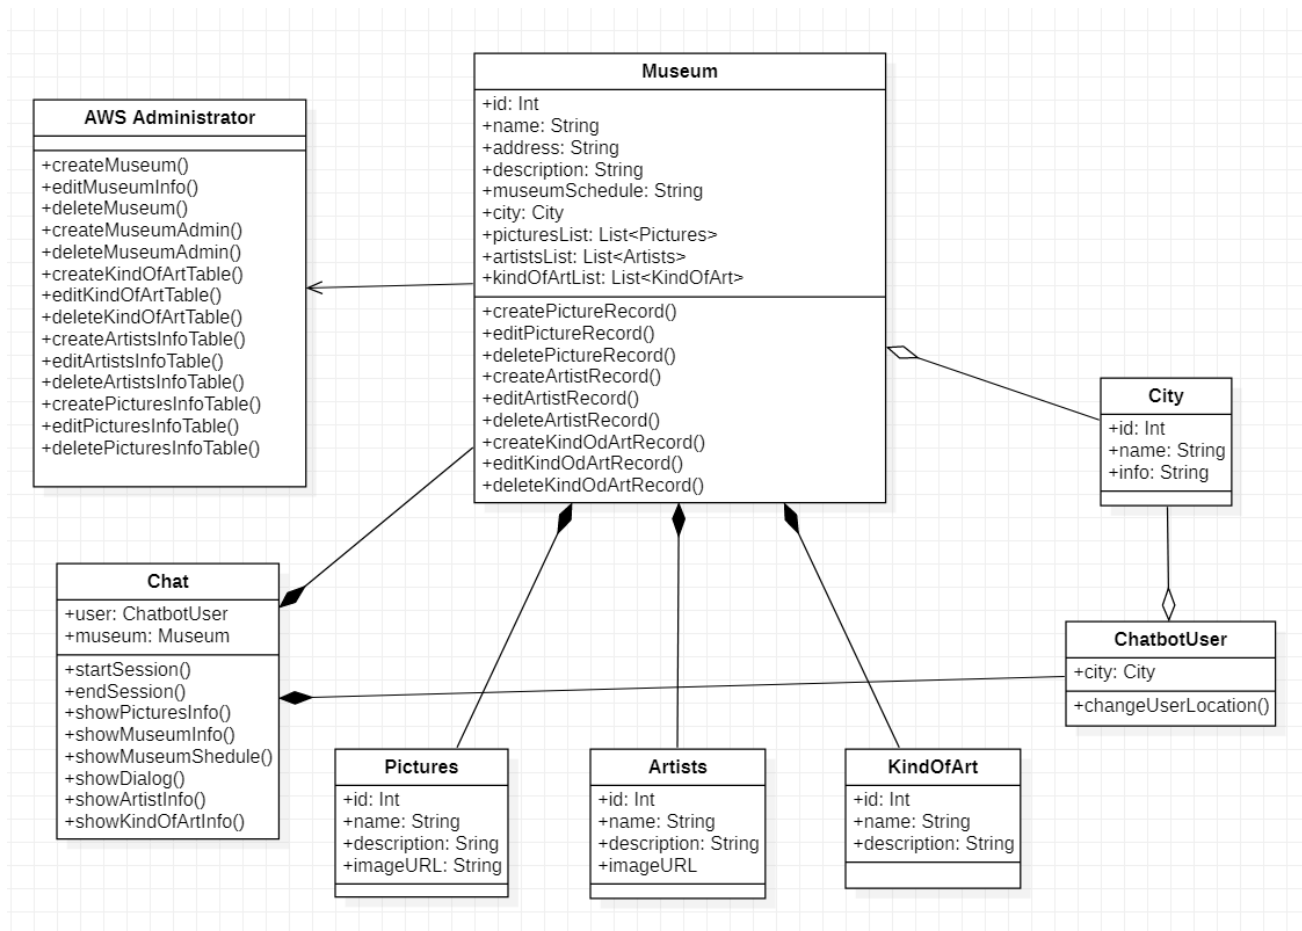 Museum
+id: Int
+name: String
+address: String
+description: String
+museumSchedule: String
+city: City
+picturesList: List<Pictures>
+artistsList: List<Artists>
+kindOfArtList: List<KindOfArt>
+createPictureRecord()
+editPictureRecord()
+deletePictureRecord()
+createArtistRecord()
+editArtistRecord()
+deleteArtistRecord()
+createKindOdArtRecord()
+editKindOdArtRecord()
+deleteKindOdArtRecord()
AWS Administrator
+createMuseum()
+editMuseumInfo()
+deleteMuseum()
+createMuseumAdmin()
+deleteMuseumAdmin()
+createKindOfArtTable()
+editKindOfArtTable()
+deleteKindOfArtTable()
+createArtistsInfoTable()
+editArtistsInfoTable()
+deleteArtistsInfoTable()
+createPicturesInfoTable()
+editPicturesInfoTable()
+deletePicturesInfoTable()
City
+id: Int
+name: String
+info: String
Chat
+user: ChatbotUser
+museum: Museum
+startSession()
+endSession()
+showPicturesInfo()
+showMuseumInfo()
+showMuseumShedule()
+showDialog()
+showArtistInfo()
+showKindOfArtInfo()
ChatbotUser
+city: City
+changeUserLocation()
Pictures
+id: Int
+name: String
+description: Sring
+imageURL: String
Artists
+id: Int
+name: String
+description: String
+imageURL
KindOfArt
+id: Int
+name: String
+description: String